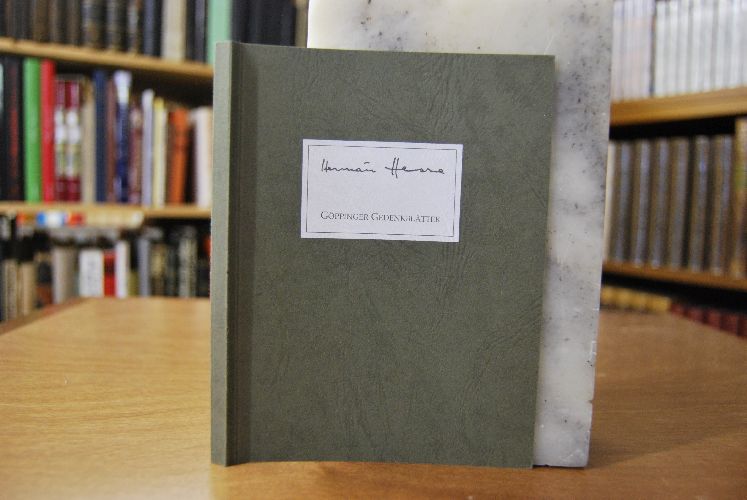 Hermann Hesse
GÖPPINGER GEDENKBLÄTTER